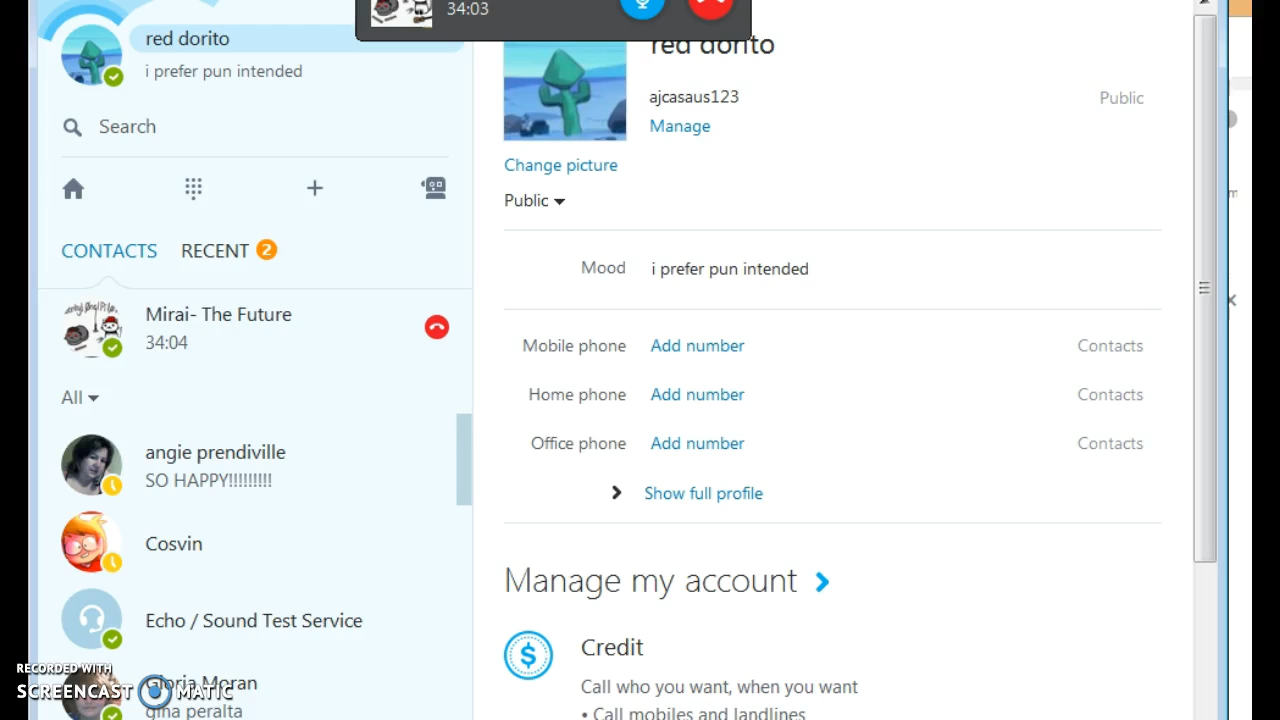 34:03
red dorito
i prefer pun intended
Search
CONTACTS RECENT 2
Mirai- The Future
34:04
All
angie prendiville
SO HAPPY!!!!!!!!!
Cosvin
Echo / Sound Test Service
Gloria Moran
gina peralta
red dorito
ajcasaus123
Public
Manage
Change picture
Public
Mood i prefer pun intended
Mobile phone Add number Contacts
Home phone Add number Contacts
Office phone Add number Contacts
Show full profile
Manage my account
$
Credit
Call who you want, when you want
• Call mobiles and landlines
RECORDED WITH
SCREENCAST MATIC